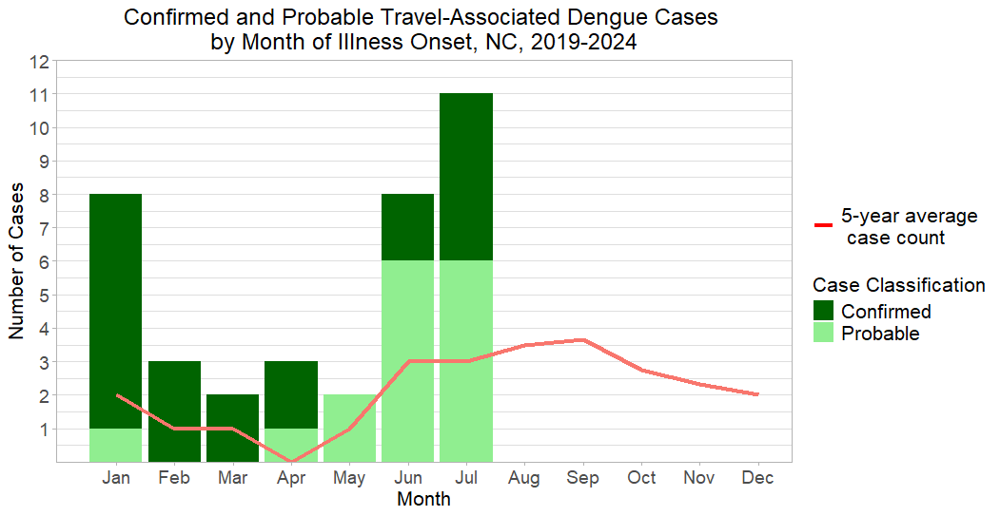 Confirmed and Probable Travel-Associated Dengue Cases
by Month of Illness Onset, NC, 2019-2024
12
11
10
9
8
7
6
5
4
3
2
1
Number of Cases
Jan Feb Mar Apr May Jun Jul Aug Sep Oct Nov Dec
Month
5-year average
case count
Case Classification
Confirmed
Probable